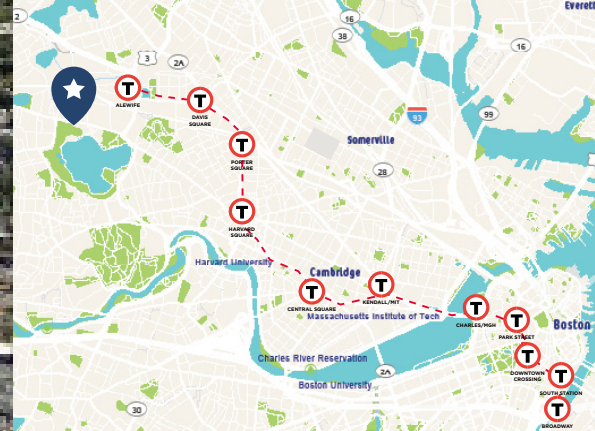 Everett
2
16
38
16
3
2A
T
ALEWIFE
T
DAVIS
SQUARE
93
99
T
PORTER
SQUARE
Somerville
28
T
HARVARD
SQUARE
Harvard University
Cambridge
T
CENTRAL SQUARE
T
KENDALL/MIT
Massachusetts Institute of Tech
T
CHARLES/MGH
T
PARK STREET
Boston
T
DOWNTOWN
CROSSING
Charles River Reservation
2A
Boston University
T
SOUTH STATION
T
BROADWAY
30